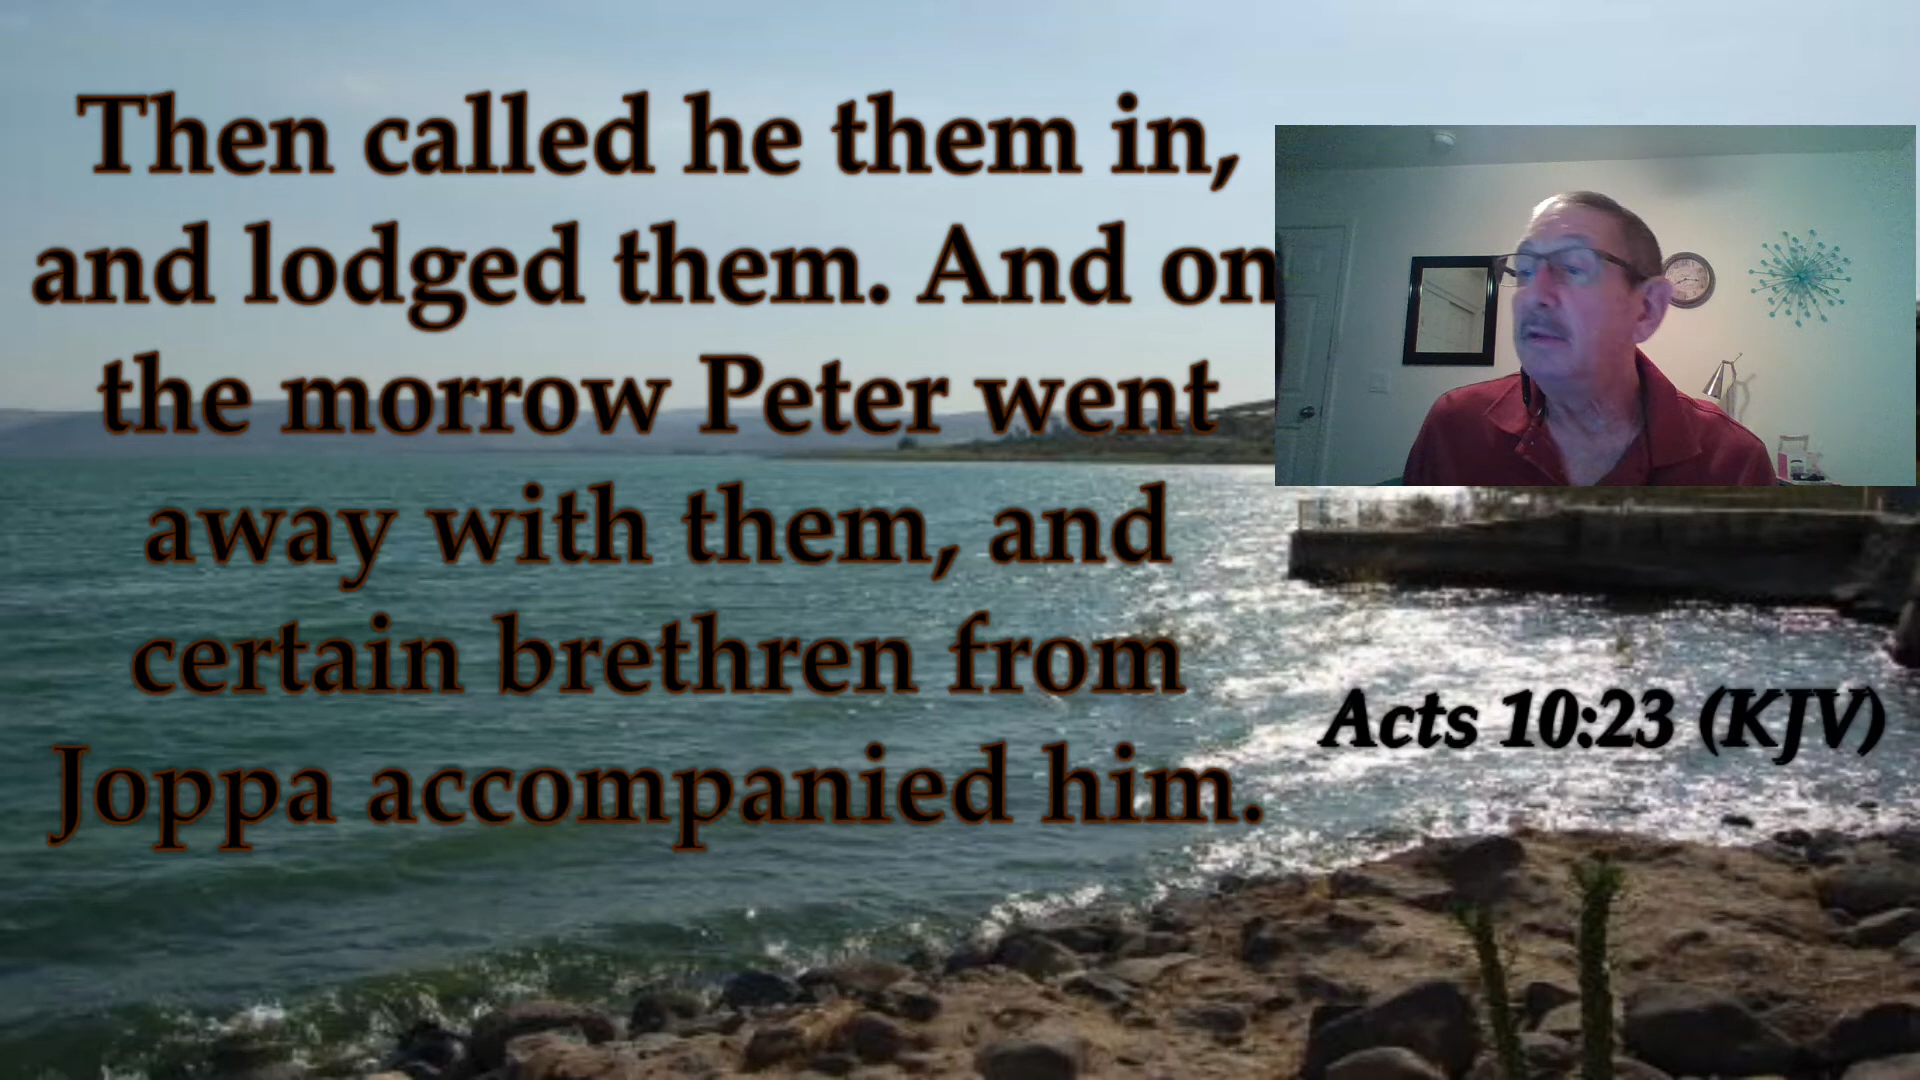 Then called he them in,
and lodged them. And on
the morrow Peter went
away with them, and
certain brethren from
Joppa accompanied him.
Acts 10:23 (KJV)